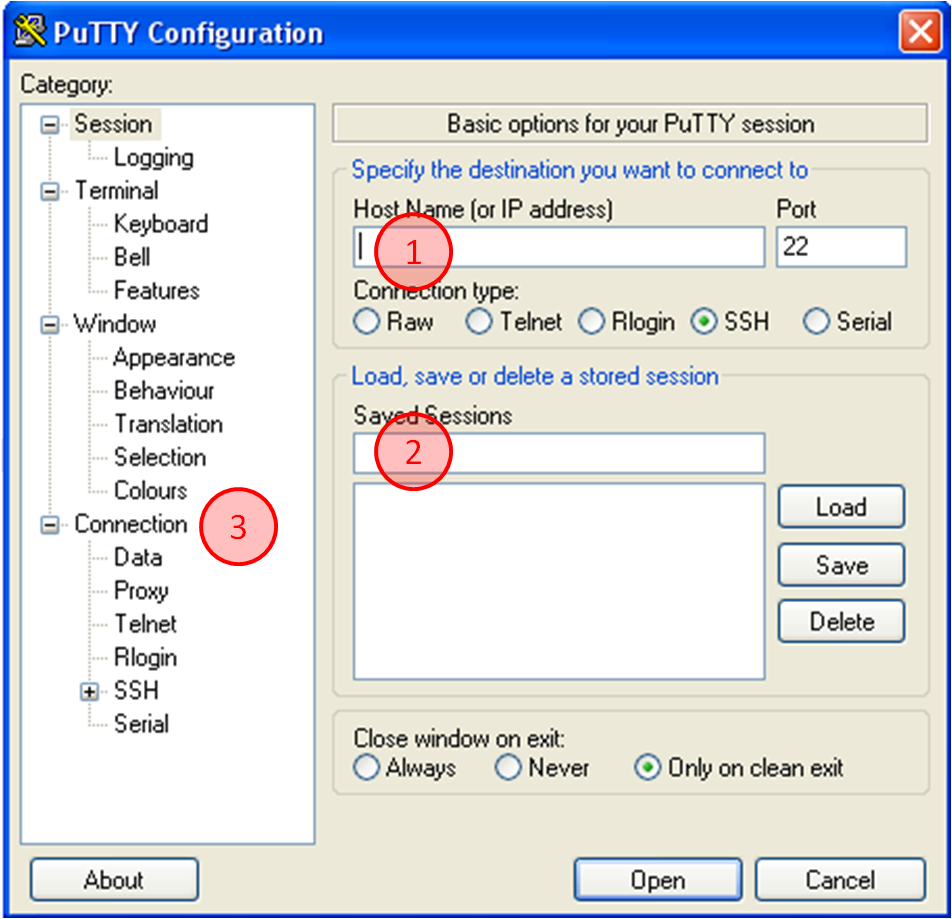 PuTTY Configuration
Category:
Session
Logging
Terminal
Keyboard
Bell
Features
Window
Appearance
Behaviour
Translation
Selection
Colours
Connection
3
Data
Proxy
Telnet
Rlogin
SSH
Serial
Basic options for your PuTTY session
Specify the destination you want to connect to
Host Name (or IP address) Port
1 22
Connection type:
Raw Telnet Rlogin SSH Serial
Load, save or delete a stored session
Saved Sessions
2
Load
Save
Delete
Close window on exit:
Always Never Only on clean exit
About Open Cancel